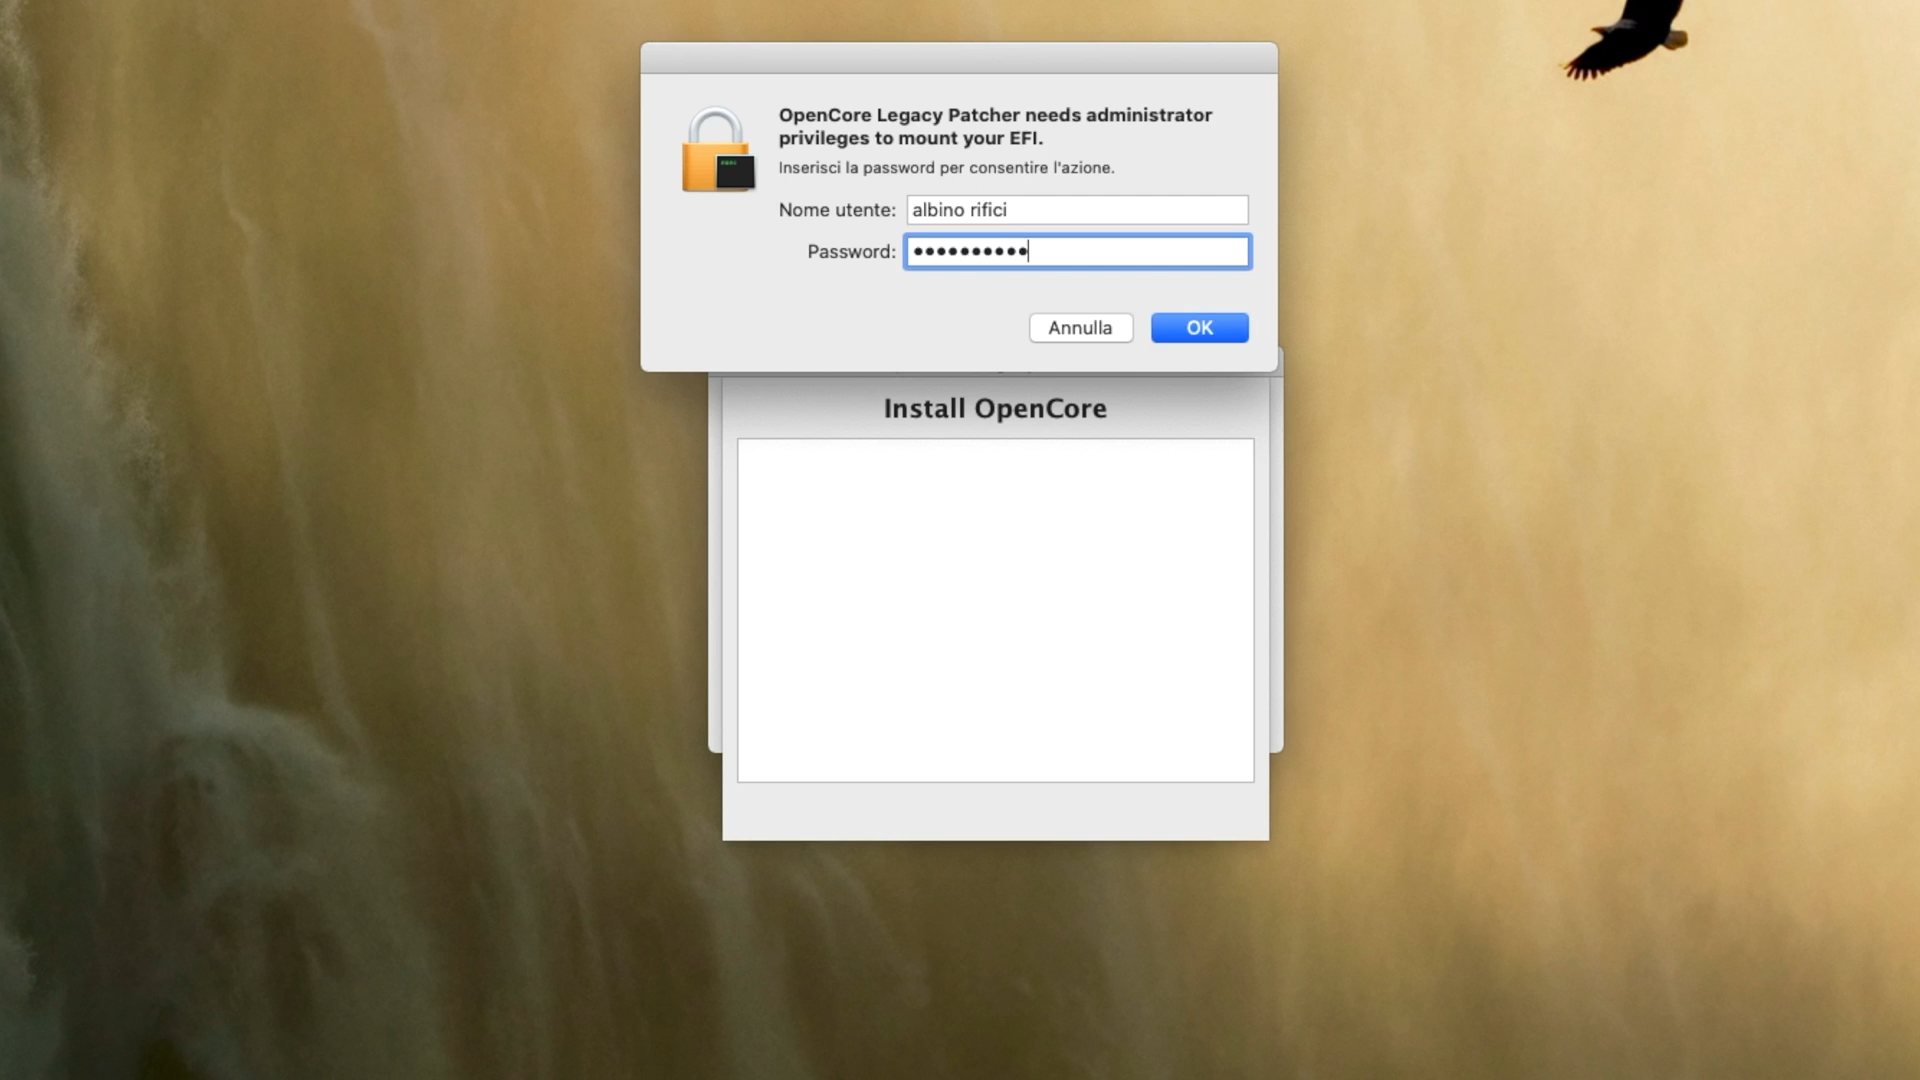 OpenCore Legacy Patcher needs administrator
privileges to mount your EFI.
Inserisci la password per consentire l'azione.
Nome utente: albino rifici
Password: ••••••••••
Annulla OK
Install OpenCore